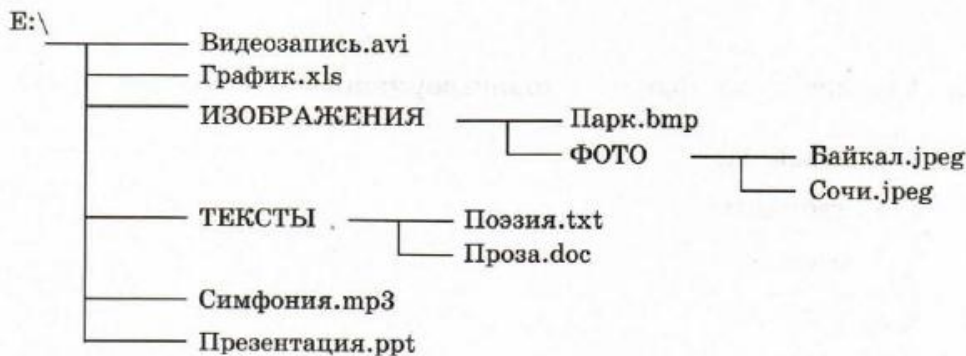 E:\
Видеозапись.avi
График.xls
ИЗОБРАЖЕНИЯ
Парк.bmp
ФОТО
Байкал.jpeg
Сочи.jpeg
ТЕКСТЫ
Поэзия.txt
Проза.doc
Симфония.mp3
Презентация.ppt